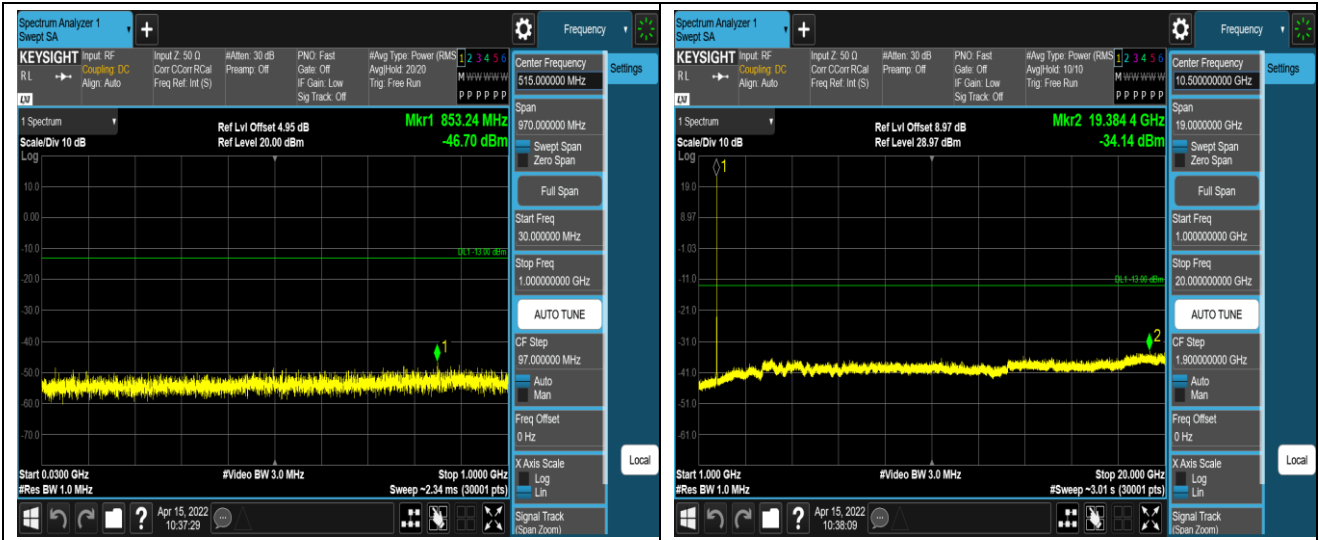 Spectrum Analyzer 1
Swept SA
+
Frequency
KEYSIGHT
RL
LXI
Input: RF
Coupling: DC
Align: Auto
Input Z: 50 Ω
Corr CCorr RCal
Freq Ref: Int (S)
#Atten: 30 dB
Preamp: Off
PNO: Fast
Gate: Off
IF Gain: Low
Sig Track: Off
#Avg Type: Power (RMS
Avg|Hold: 20/20
Trig: Free Run
1 2 3 4 5 6
M W W W W W
P P P P P P
Center Frequency
515.000000 MHz
Settings
1 Spectrum
Scale/Div 10 dB
Ref Lvl Offset 4.95 dB
Ref Level 20.00 dBm
Mkr1 853.24 MHz
-46.70 dBm
Span
970.000000 MHz
Swept Span
Zero Span
Full Span
Start Freq
30.000000 MHz
Stop Freq
1.000000000 GHz
AUTO TUNE
CF Step
97.000000 MHz
Auto
Man
Freq Offset
0 Hz
X Axis Scale
Log
Lin
Signal Track
(Span Zoom)
Local
Log
10.0
0.00
-10.0
-20.0
-30.0
-40.0
-50.0
-60.0
-70.0
DL1 -13.00 dBm
1
Start 0.0300 GHz
#Res BW 1.0 MHz
#Video BW 3.0 MHz
Stop 1.0000 GHz
Sweep ~2.34 ms (30001 pts)
?
Apr 15, 2022
10:37:29
Spectrum Analyzer 1
Swept SA
+
Frequency
KEYSIGHT
RL
LXI
Input: RF
Coupling: DC
Align: Auto
Input Z: 50 Ω
Corr CCorr RCal
Freq Ref: Int (S)
#Atten: 30 dB
Preamp: Off
PNO: Fast
Gate: Off
IF Gain: Low
Sig Track: Off
#Avg Type: Power (RMS
Avg|Hold: 10/10
Trig: Free Run
1 2 3 4 5 6
M W W W W W
P P P P P P
Center Frequency
10.500000000 GHz
Settings
1 Spectrum
Scale/Div 10 dB
Ref Lvl Offset 8.97 dB
Ref Level 28.97 dBm
Mkr2 19.384 4 GHz
-34.14 dBm
Span
19.0000000 GHz
Swept Span
Zero Span
Full Span
Start Freq
1.000000000 GHz
Stop Freq
20.000000000 GHz
AUTO TUNE
CF Step
1.900000000 GHz
Auto
Man
Freq Offset
0 Hz
X Axis Scale
Log
Lin
Signal Track
(Span Zoom)
Local
Log
19.0
8.97
-1.03
-11.0
-21.0
-31.0
-41.0
-51.0
-61.0
DL1 -13.00 dBm
1
2
Start 1.000 GHz
#Res BW 1.0 MHz
#Video BW 3.0 MHz
Stop 20.000 GHz
#Sweep ~3.01 s (30001 pts)
?
Apr 15, 2022
10:38:09